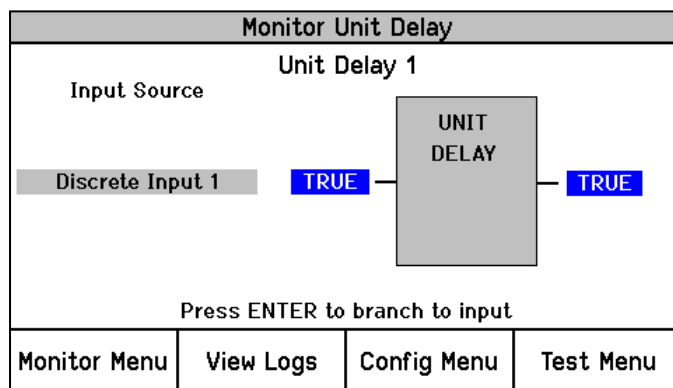 Monitor Unit Delay
Unit Delay 1
Input Source
UNIT
DELAY
Discrete Input 1 TRUE TRUE
Press ENTER to branch to input
Monitor Menu View Logs Config Menu Test Menu